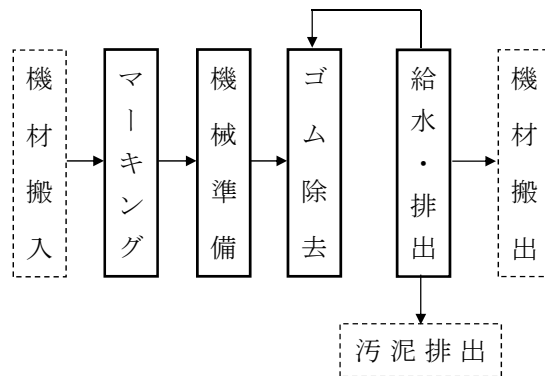 機材搬入
マーキング
機械準備
ゴム除去
給水・排出
機材搬出
汚泥排出